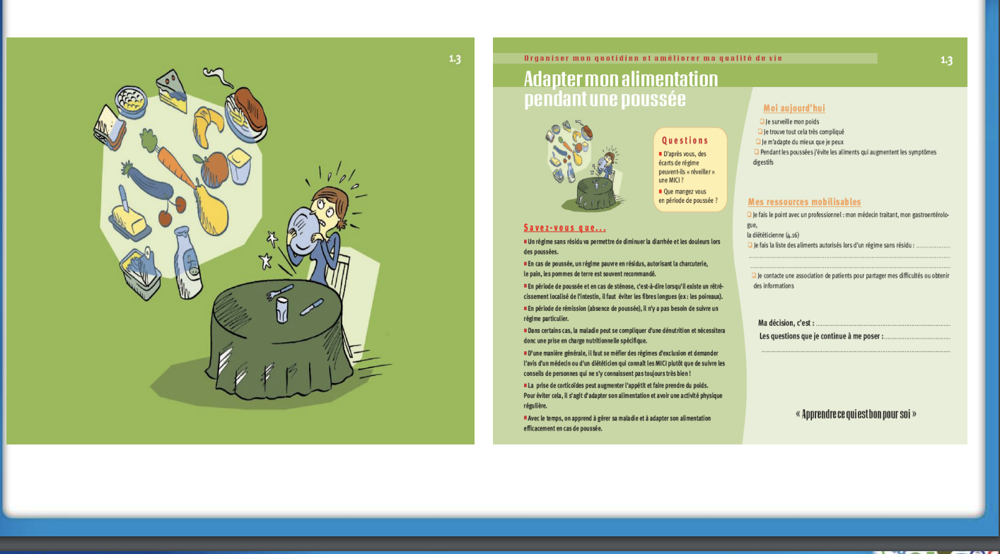 1.3
Organiser mon quotidien et améliorer ma qualité de vie
1.3
Adapter mon alimentation
pendant une poussée
Questions
D'après vous, des
écarts de régime
peuvent-ils « réveiller »
une MICI ?
Que mangez vous
en période de poussée ?
Savez-vous que...
Un régime sans résidu va permettre de diminuer la diarrhée et les douleurs lors
des poussées.
En cas de poussée, un régime pauvre en résidus, autorisant la charcuterie,
le pain, les pommes de terre est souvent recommandé.
En période de poussée et en cas de sténose, c'est-à-dire lorsqu'il existe un rétré-
cissement localisé de l'intestin, il faut éviter les fibres longues (ex : les poireaux).
En période de rémission (absence de poussée), il n'y a pas besoin de suivre un
régime particulier.
Dans certains cas, la maladie peut se compliquer d'une dénutrition et nécessitera
donc une prise en charge nutritionnelle spécifique.
D'une manière générale, il faut se méfier des régimes d'exclusion et demander
l'avis d'un médecin ou d'un diététicien qui connaît les MICI plutôt que de suivre les
conseils de personnes qui ne s'y connaissent pas toujours très bien !
La prise de corticoïdes peut augmenter l'appétit et faire prendre du poids.
Pour éviter cela, il s'agit d'adapter son alimentation et avoir une activité physique
régulière.
Avec le temps, on apprend à gérer sa maladie et à adapter son alimentation
efficacement en cas de poussée.
Moi aujourd'hui
Je surveille mon poids
Je trouve tout cela très compliqué
Je m'adapte du mieux que je peux
Pendant les poussées j'évite les aliments qui augmentent les symptômes
digestifs
Mes ressources mobilisables
Je fais le point avec un professionnel : mon médecin traitant, mon gastroentérolo-
gue,
la diététicienne (4.16)
Je fais la liste des aliments autorisés lors d'un régime sans résidu :
Je contacte une association de patients pour partager mes difficultés ou obtenir
des informations
Ma décision, c'est :
Les questions que je continue à me poser :
« Apprendre ce qui est bon pour soi »